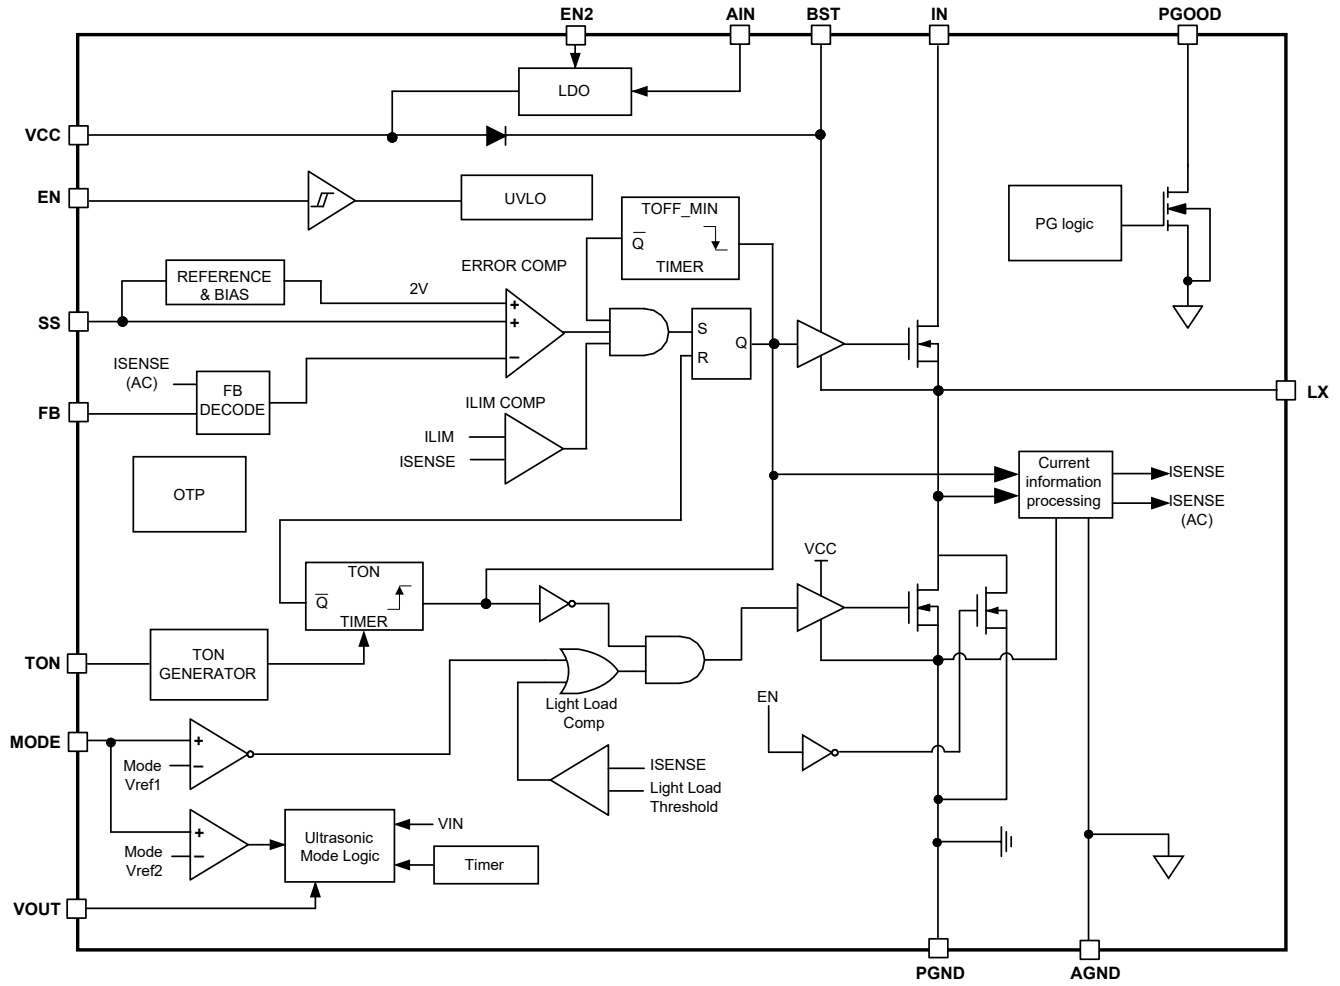 EN2
AIN
BST
IN
PGOOD
LDO
VCC
EN
UVLO
TOFF_MIN
Q
TIMER
PG logic
ERROR COMP
REFERENCE
& BIAS
2V
+
+
−
SS
S
R
Q
ISENSE
(AC)
FB
DECODE
FB
LX
ILIM COMP
ILIM
ISENSE
OTP
Current
information
processing
ISENSE
ISENSE
(AC)
VCC
TON
Q
TIMER
TON
TON
GENERATOR
Light Load
Comp
EN
MODE
+
−
Mode
Vref1
ISENSE
Light Load
Threshold
+
−
Mode
Vref2
Ultrasonic
Mode Logic
VIN
Timer
VOUT
PGND
AGND